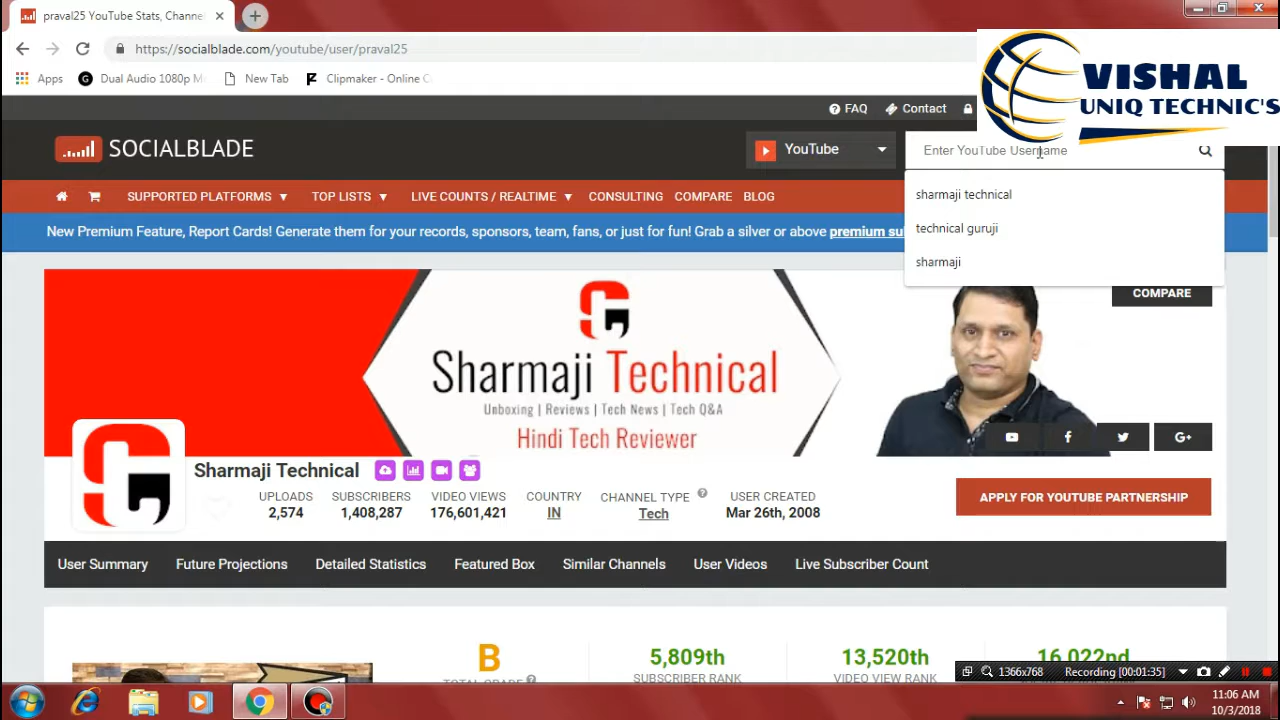 praval25 YouTube Stats, Channe
https://socialblade.com/youtube/user/praval25
Apps
Dual Audio 1080p M
New Tab
Clipmaker - Online C
VISHAL
UNIQ TECHNIC'S
FAQ
Contact
SOCIALBLADE
YouTube
Enter YouTube Username
sharmaji technical
technical guruji
sharmaji
SUPPORTED PLATFORMS
TOP LISTS
LIVE COUNTS / REALTIME
CONSULTING
COMPARE
BLOG
New Premium Feature, Report Cards! Generate them for your records, sponsors, team, fans, or just for fun! Grab a silver or above premium su
COMPARE
Sharmaji Technical
Unboxing | Reviews | Tech News | Tech Q&A
Hindi Tech Reviewer
G+
Sharmaji Technical
UPLOADS
2,574
SUBSCRIBERS
1,408,287
VIDEO VIEWS
176,601,421
COUNTRY
IN
CHANNEL TYPE
Tech
USER CREATED
Mar 26th, 2008
APPLY FOR YOUTUBE PARTNERSHIP
User Summary
Future Projections
Detailed Statistics
Featured Box
Similar Channels
User Videos
Live Subscriber Count
B
TOTAL GRADE
5,809th
SUBSCRIBER RANK
13,520th
VIDEO VIEW RANK
16,022nd
1366x768
Recording [00:01:35]
11:06 AM
10/3/2018